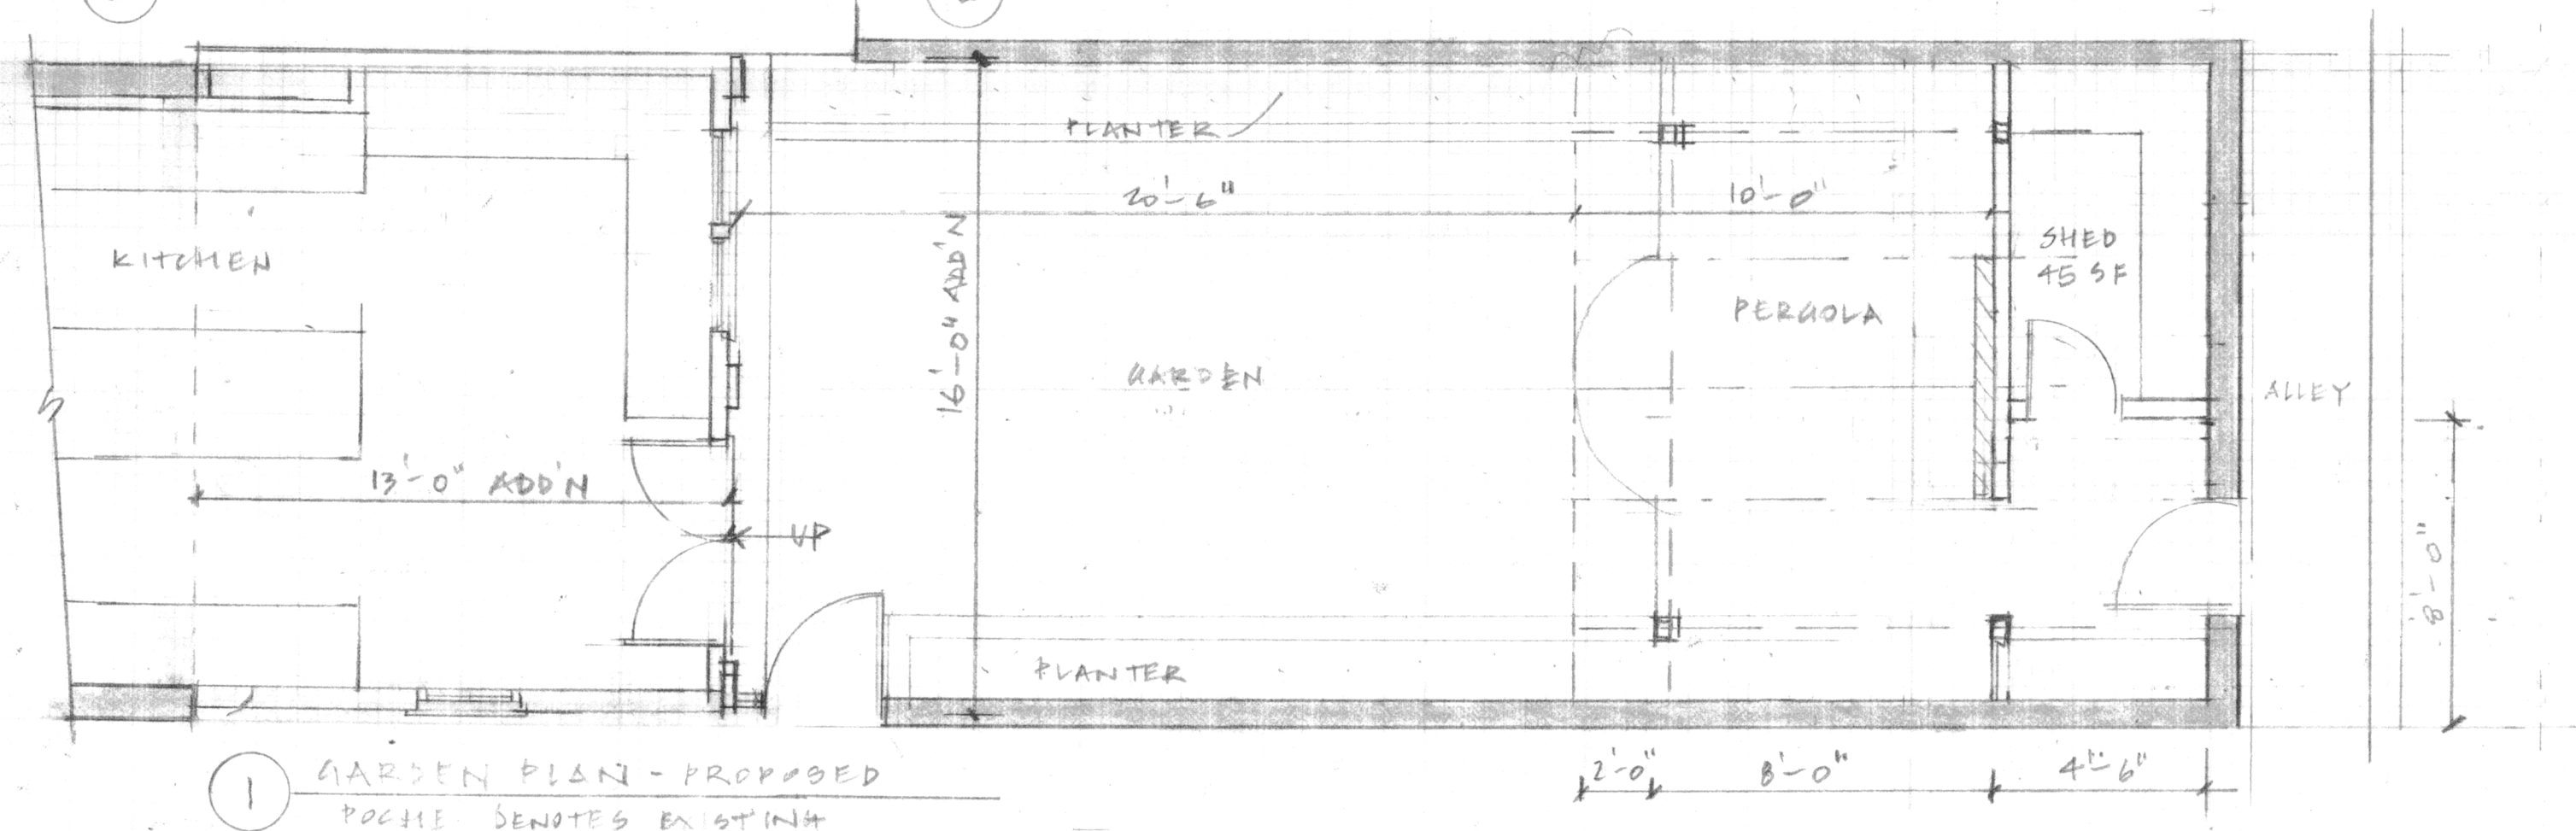 PLANTER
20'-6"
10'-0"
SHED
45 SF
KITCHEN
16'-0" ADD'N
PERGOLA
GARDEN
ALLEY
13'-0" ADD'N
UP
8'-0"
PLANTER
2'-0"
8'-0"
4'-6"
1
GARDEN PLAN - PROPOSED
POCHE DENOTES EXISTING